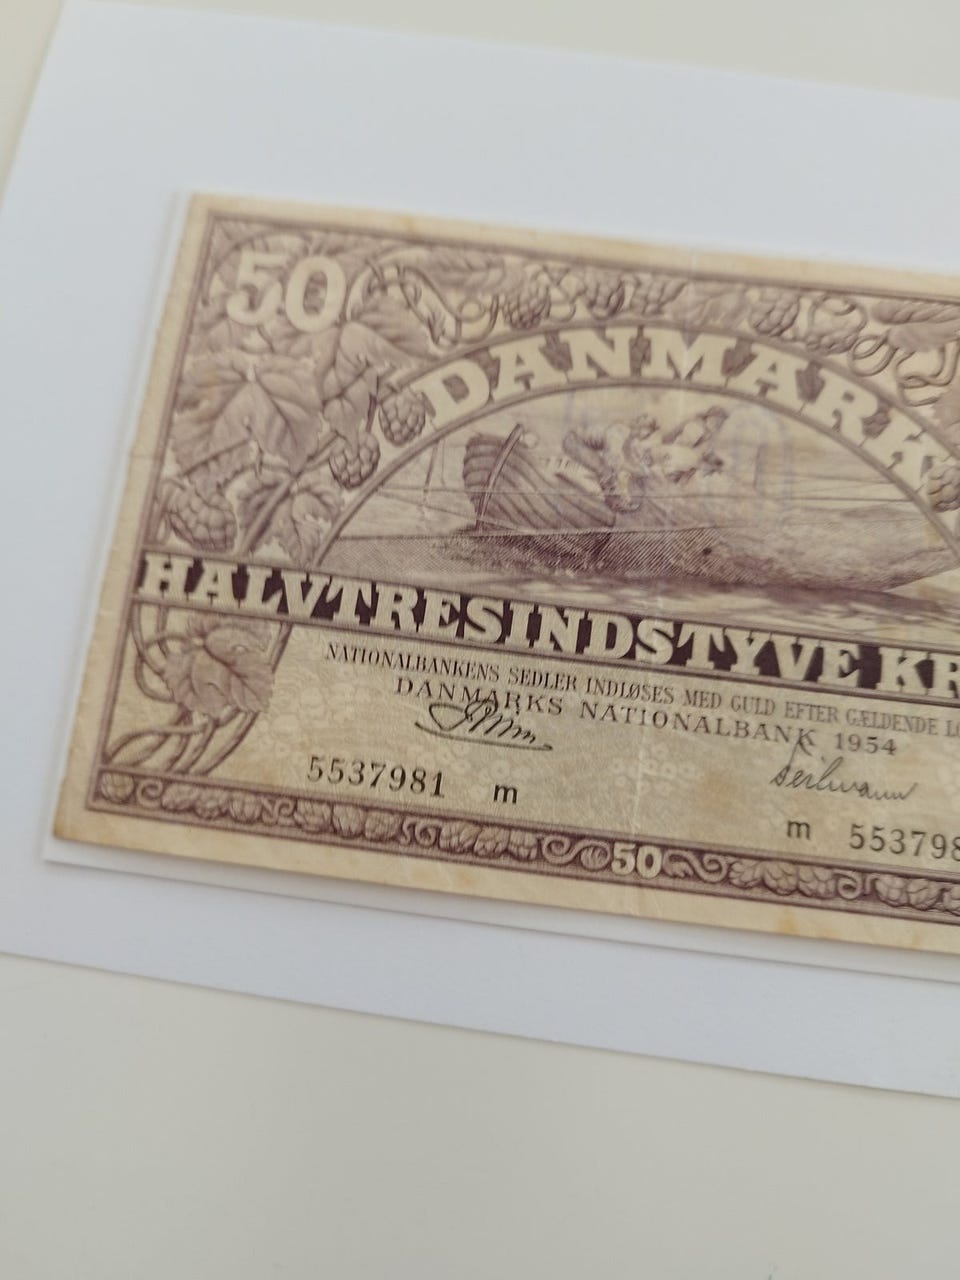 50
DANMARK
HALVTRESINDSTYVE KR
NATIONALBANKENS SEDLER INDLØSES MED GULD EFTER GÆLDENDE LO
DANMARKS NATIONALBANK 1954
5537981 m
m 553798
50